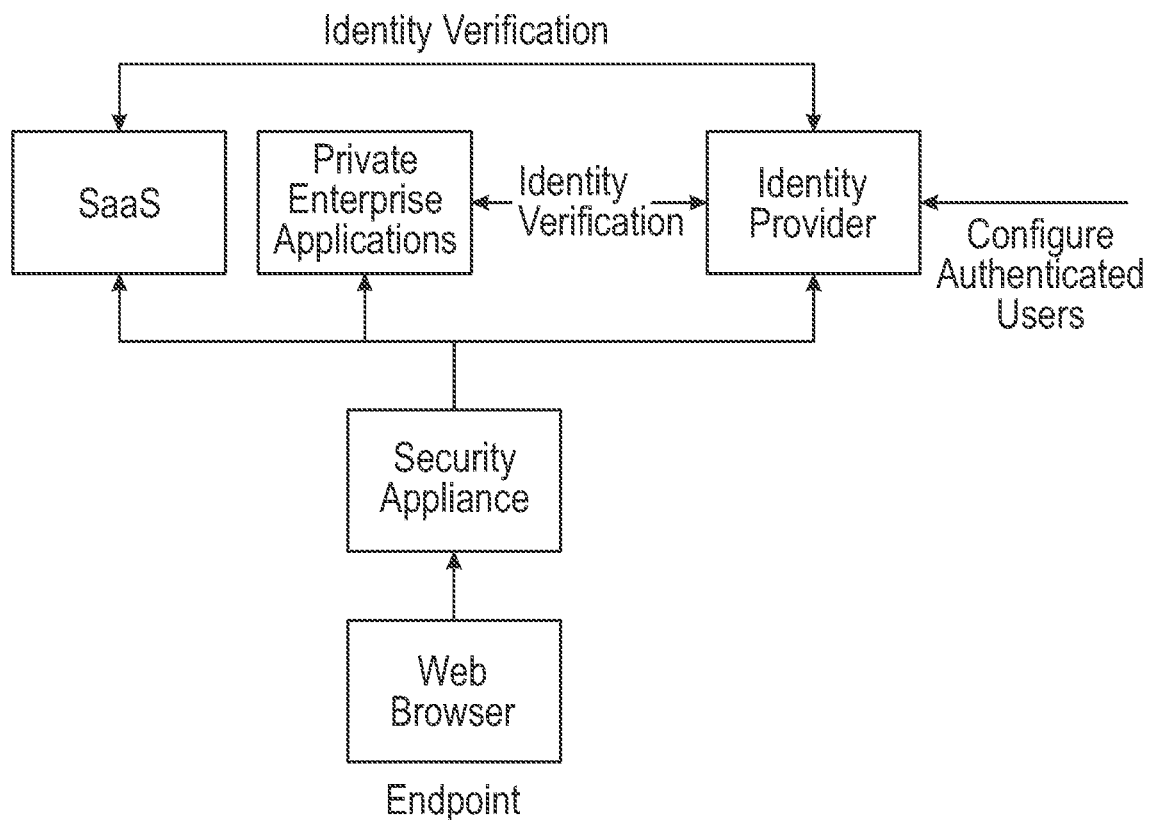 Identity Verification
SaaS
Private
Enterprise
Applications
Identity
Verification
Identity
Provider
Configure
Authenticated
Users
Security
Appliance
Web
Browser
Endpoint